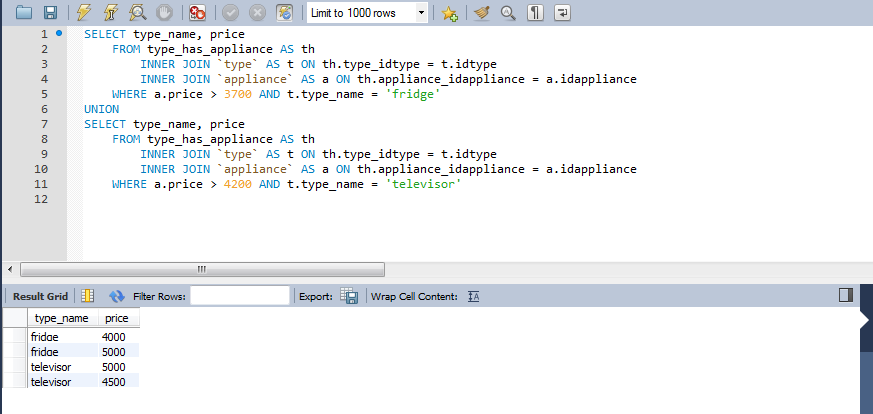 Limit to 1000 rows
1 SELECT type_name, price
2 FROM type_has_appliance AS th
3 INNER JOIN `type` AS t ON th.type_idtype = t.idtype
4 INNER JOIN `appliance` AS a ON th.appliance_idappliance = a.idappliance
5 WHERE a.price > 3700 AND t.type_name = 'fridge'
6 UNION
7 SELECT type_name, price
8 FROM type_has_appliance AS th
9 INNER JOIN `type` AS t ON th.type_idtype = t.idtype
10 INNER JOIN `appliance` AS a ON th.appliance_idappliance = a.idappliance
11 WHERE a.price > 4200 AND t.type_name = 'televisor'
12
Result Grid Filter Rows: Export: Wrap Cell Content: IA
type_name price
fridge 4000
fridge 5000
televisor 5000
televisor 4500